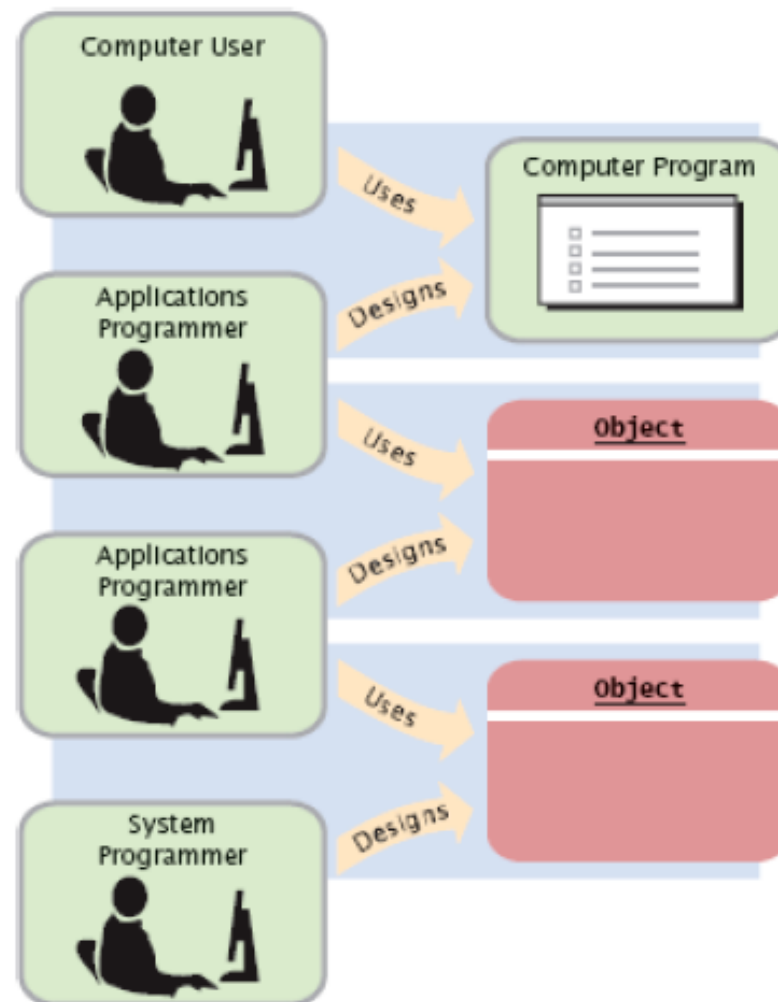 Computer User
Uses
Computer Program
Applications
Programmer
Designs
Uses
Object
Designs
Applications
Programmer
Uses
Object
Designs
System
Programmer